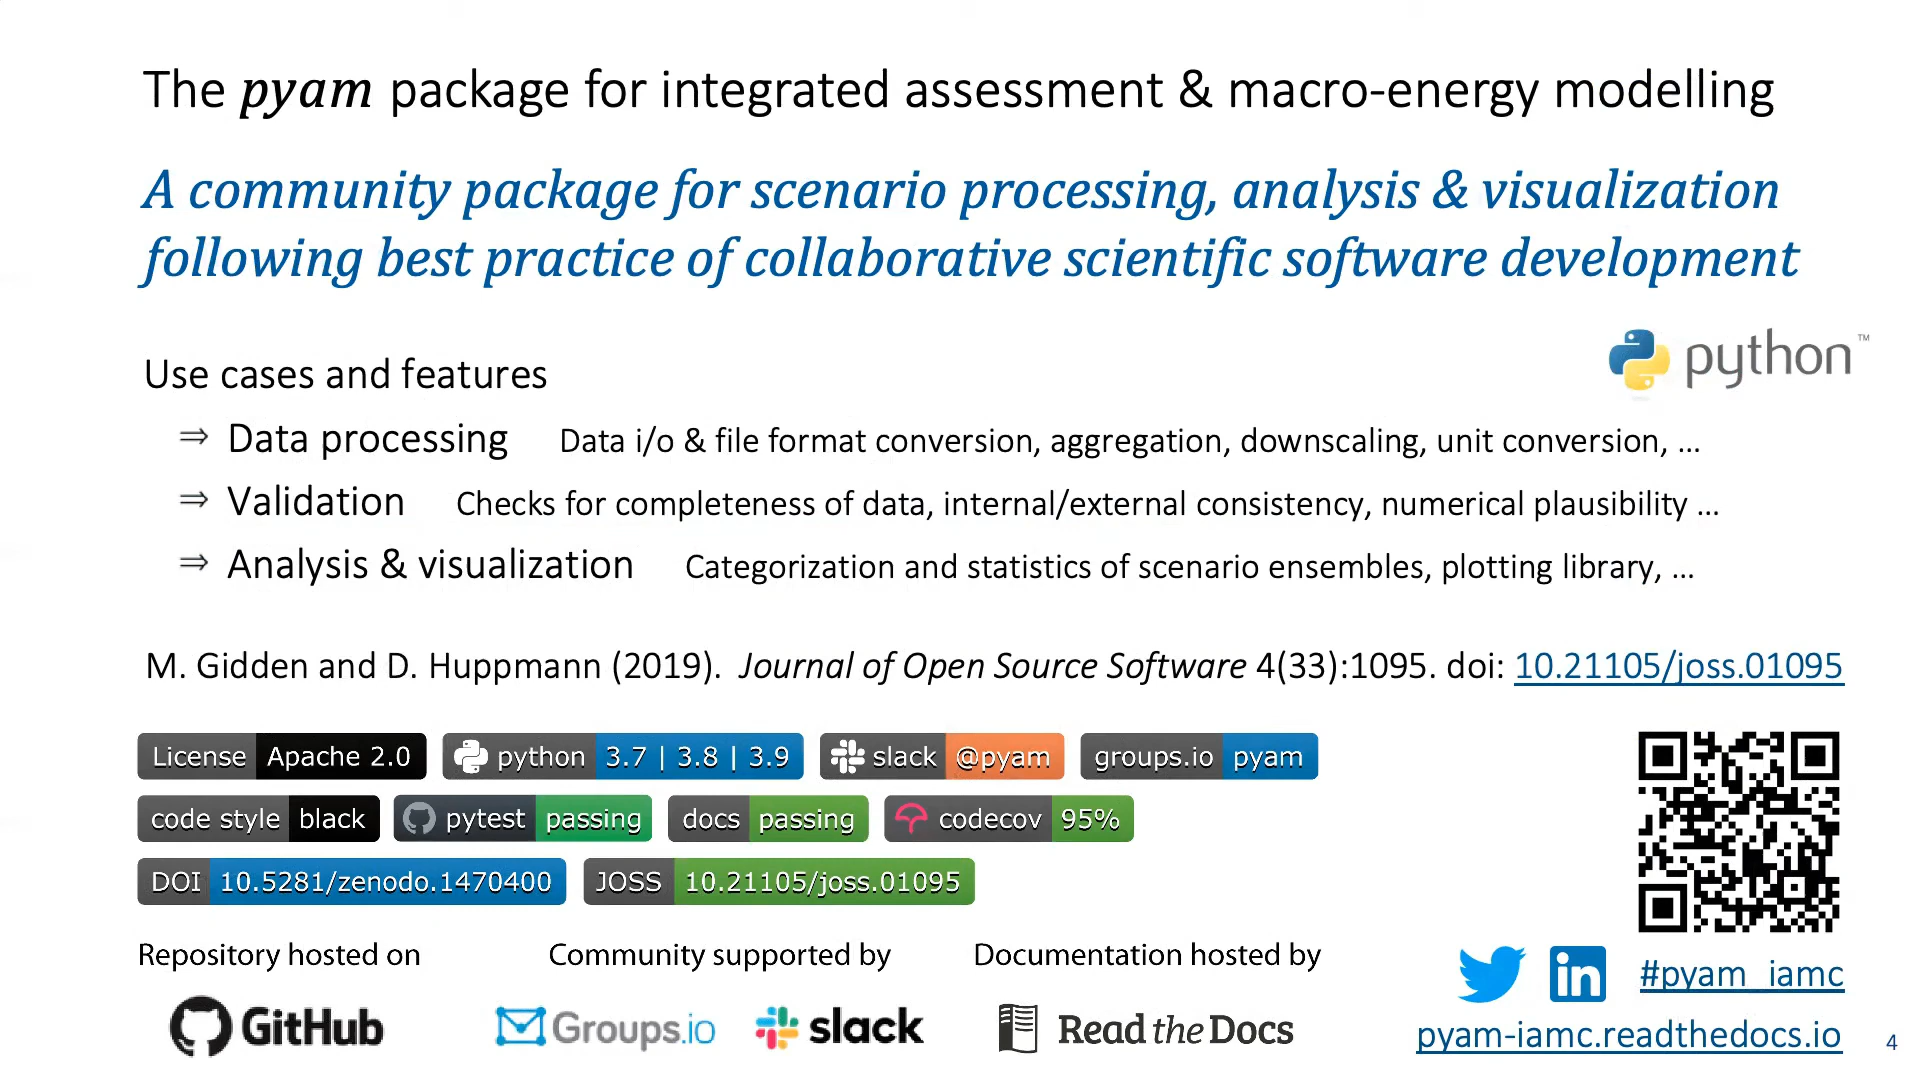 The pyam package for integrated assessment & macro-energy modelling
A community package for scenario processing, analysis & visualization
following best practice of collaborative scientific software development
python™
Use cases and features
⇒ Data processing Data i/o & file format conversion, aggregation, downscaling, unit conversion, ...
⇒ Validation Checks for completeness of data, internal/external consistency, numerical plausibility ...
⇒ Analysis & visualization Categorization and statistics of scenario ensembles, plotting library, ...
M. Gidden and D. Huppmann (2019). Journal of Open Source Software 4(33):1095. doi: 10.21105/joss.01095
License Apache 2.0 python 3.7 | 3.8 | 3.9 slack @pyam groups.io pyam
code style black pytest passing docs passing codecov 95%
DOI 10.5281/zenodo.1470400 JOSS 10.21105/joss.01095
Repository hosted on Community supported by Documentation hosted by
in #pyam_iamc
GitHub Groups.io slack Read the Docs
pyam-iamc.readthedocs.io
4